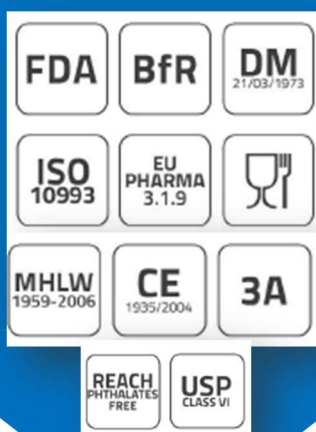 FDA
BfR
DM
21/03/1973
ISO
10993
EU
PHARMA
3.1.9
MHLW
1959-2006
CE
1935/2004
3A
REACH
PHTHALATES
FREE
USP
CLASS VI